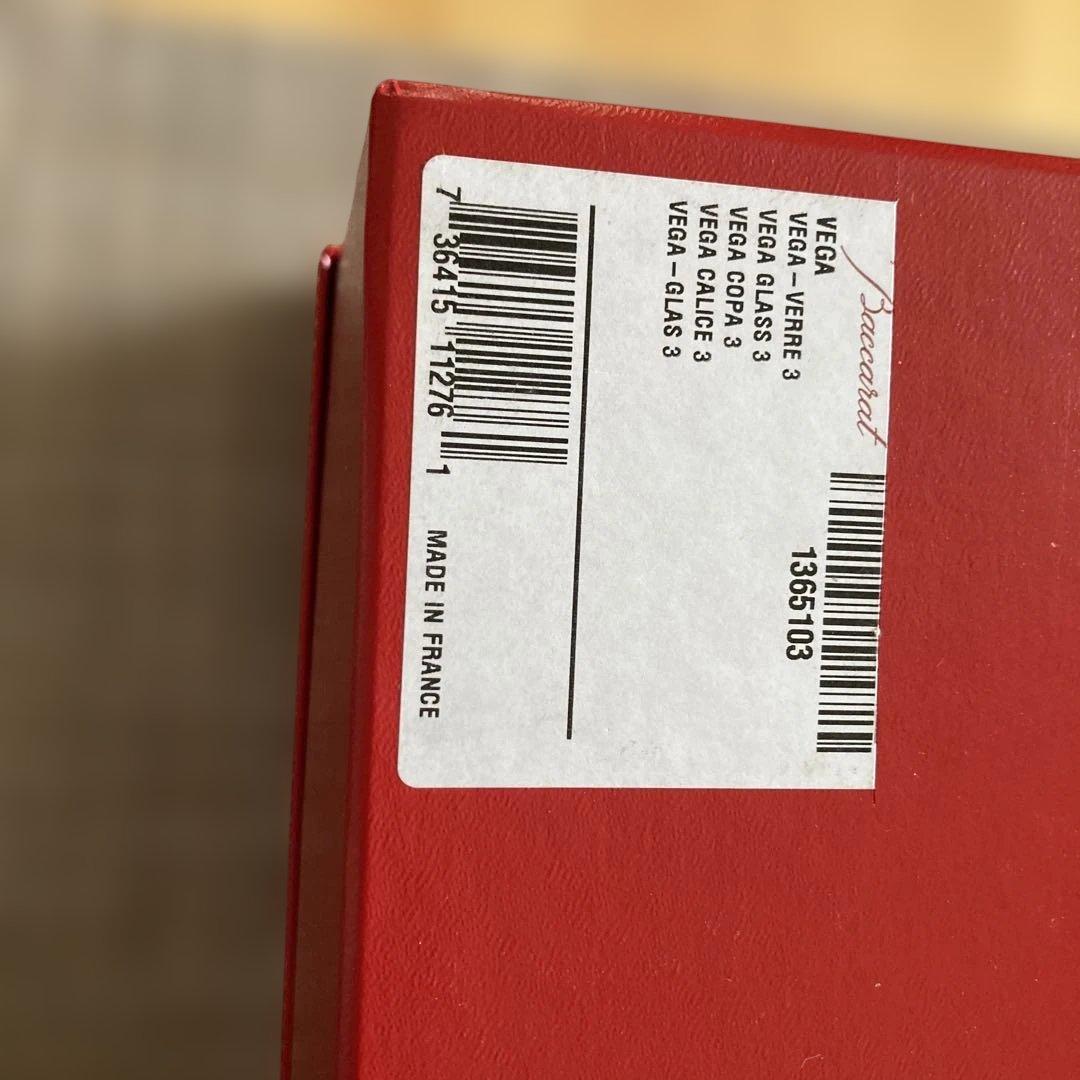 Baccarat
1365103
VEGA
VEGA-VERRE 3
VEGA GLASS 3
VEGA COPA 3
VEGA CALICE 3
VEGA-GLAS 3
7 36415 11276 1
MADE IN FRANCE